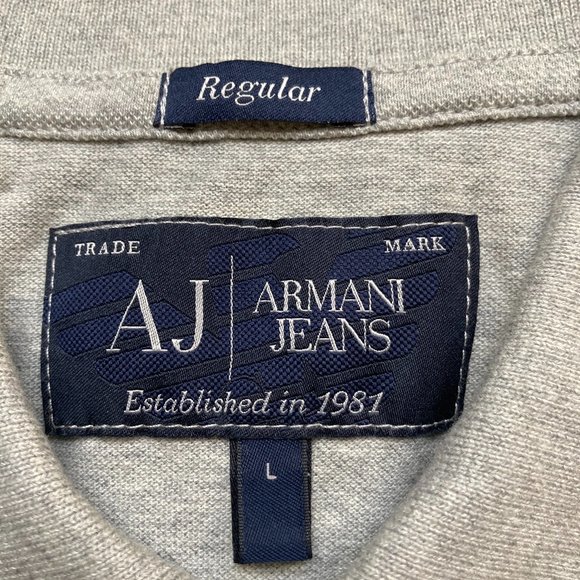 Regular
TRADE MARK
AJ ARMANI
JEANS
Established in 1981
L